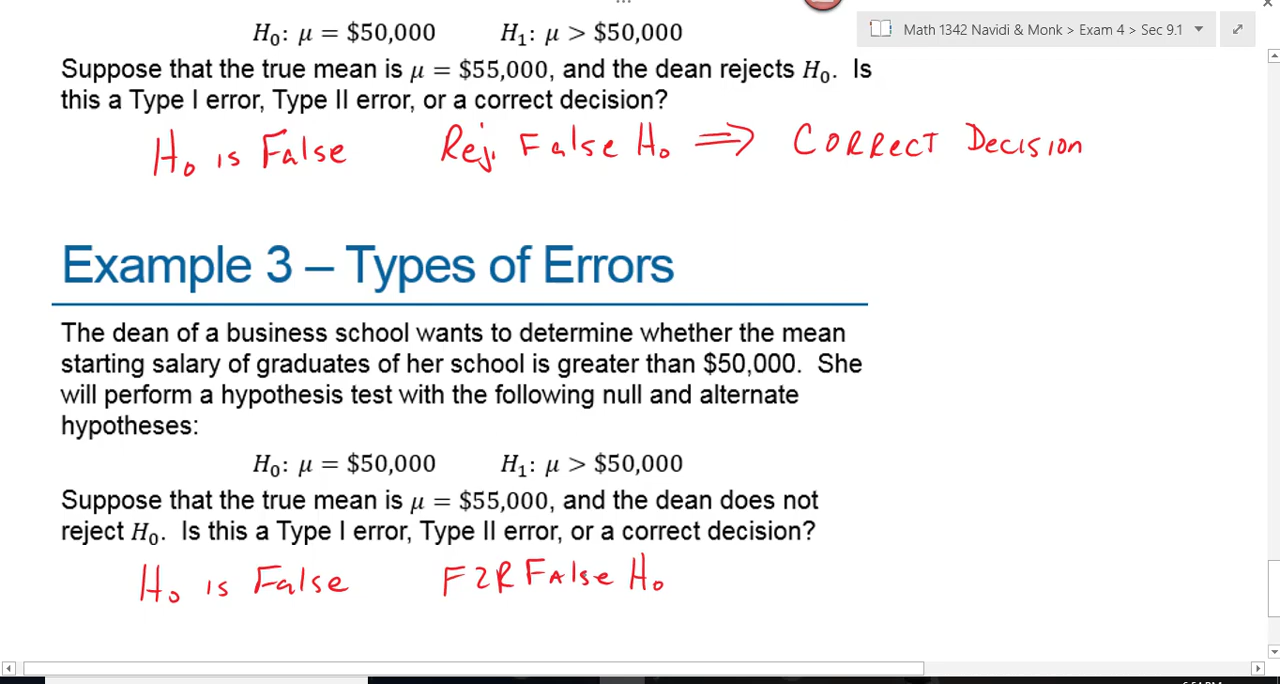 H₀: μ = $50,000 H₁: μ > $50,000
Math 1342 Navidi & Monk > Exam 4 > Sec 9.1
Suppose that the true mean is μ = $55,000, and the dean rejects H₀. Is
this a Type I error, Type II error, or a correct decision?
H₀ is False Rej. False H₀ ⟹ CORRECT Decision
Example 3 – Types of Errors
The dean of a business school wants to determine whether the mean
starting salary of graduates of her school is greater than $50,000. She
will perform a hypothesis test with the following null and alternate
hypotheses:
H₀: μ = $50,000 H₁: μ > $50,000
Suppose that the true mean is μ = $55,000, and the dean does not
reject H₀. Is this a Type I error, Type II error, or a correct decision?
H₀ is False F2R False H₀